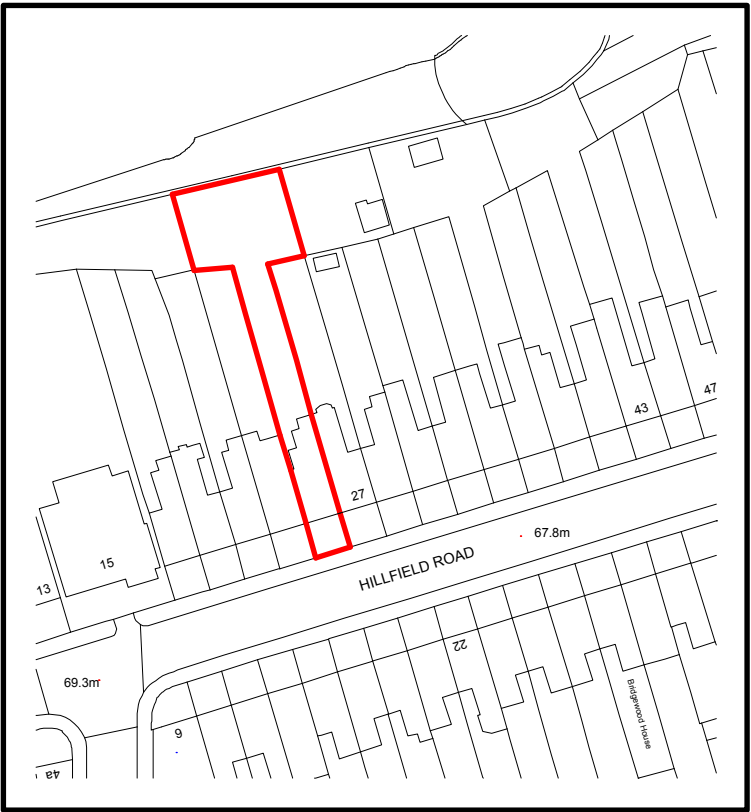 47
43
27
67.8m
15
HILLFIELD ROAD
13
22
69.3m
Bridgewood House
9
4a